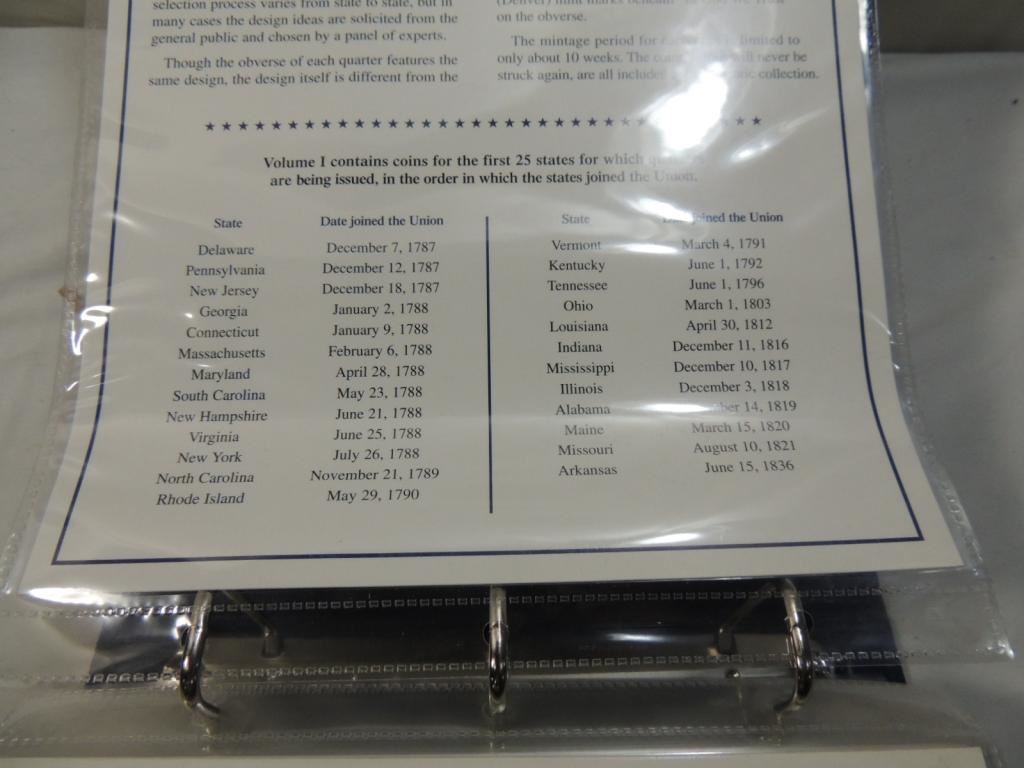 selection process varies from state to state, but in
many cases the design ideas are solicited from the
general public and chosen by a panel of experts.
Though the obverse of each quarter features the
same design, the design itself is different from the
(Denver) mint marks beneath
on the obverse.
The mintage period for limited to
only about 10 weeks. The will never be
struck again, are all included collection.
Volume I contains coins for the first 25 states for which
are being issued, in the order in which the states joined the Union.
State Date joined the Union
Delaware December 7, 1787
Pennsylvania December 12, 1787
New Jersey December 18, 1787
Georgia January 2, 1788
Connecticut January 9, 1788
Massachusetts February 6, 1788
Maryland April 28, 1788
South Carolina May 23, 1788
New Hampshire June 21, 1788
Virginia June 25, 1788
New York July 26, 1788
North Carolina November 21, 1789
Rhode Island May 29, 1790
State Date joined the Union
Vermont March 4, 1791
Kentucky June 1, 1792
Tennessee June 1, 1796
Ohio March 1, 1803
Louisiana April 30, 1812
Indiana December 11, 1816
Mississippi December 10, 1817
Illinois December 3, 1818
Alabama 14, 1819
Maine March 15, 1820
Missouri August 10, 1821
Arkansas June 15, 1836